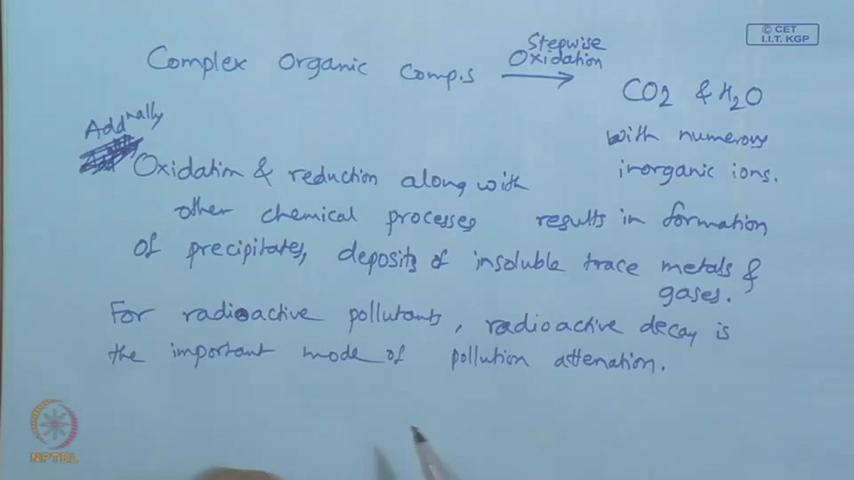 © CET
I.I.T. KGP
Complex Organic Comp.s
Stepwise
Oxidation
CO2 & H2O
with numerous
inorganic ions.
Addnally
Oxidation & reduction along with
other chemical processes results in formation
of precipitates, deposits of insoluble trace metals &
gases.
For radioactive pollutants, radioactive decay is
the important mode of pollution attenation.
NPTEL